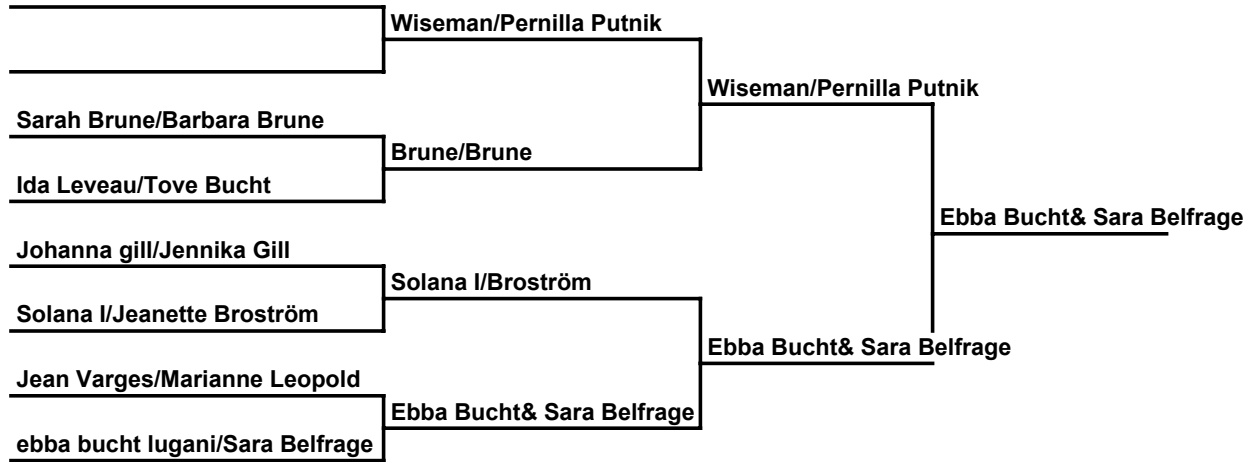 Wiseman/Pernilla Putnik
Wiseman/Pernilla Putnik
Sarah Brune/Barbara Brune
Brune/Brune
Ida Leveau/Tove Bucht
Ebba Bucht& Sara Belfrage
Johanna gill/Jennika Gill
Solana I/Broström
Solana I/Jeanette Broström
Ebba Bucht& Sara Belfrage
Jean Varges/Marianne Leopold
Ebba Bucht& Sara Belfrage
ebba bucht lugani/Sara Belfrage